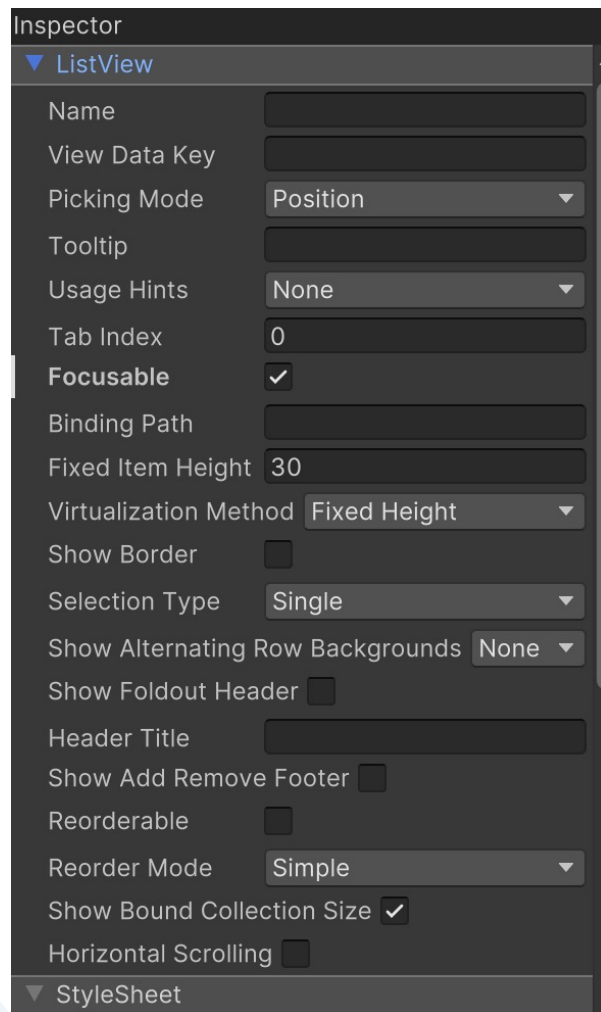 Inspector
ListView
Name
View Data Key
Picking Mode Position
Tooltip
Usage Hints None
Tab Index 0
Focusable
Binding Path
Fixed Item Height 30
Virtualization Method Fixed Height
Show Border
Selection Type Single
Show Alternating Row Backgrounds None
Show Foldout Header
Header Title
Show Add Remove Footer
Reorderable
Reorder Mode Simple
Show Bound Collection Size
Horizontal Scrolling
StyleSheet